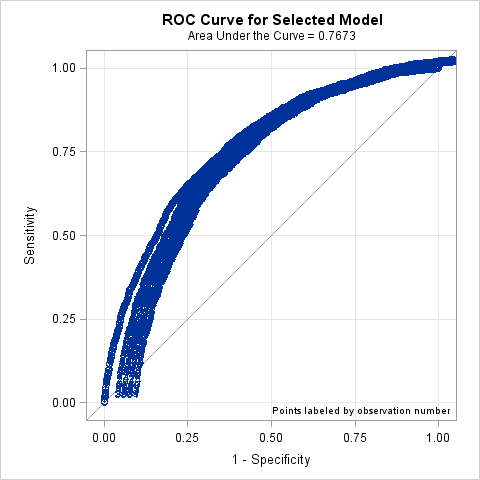 ROC Curve for Selected Model
Area Under the Curve = 0.7673
1.00
0.75
Sensitivity
0.50
0.25
0.00
Points labeled by observation number
0.00 0.25 0.50 0.75 1.00
1 - Specificity